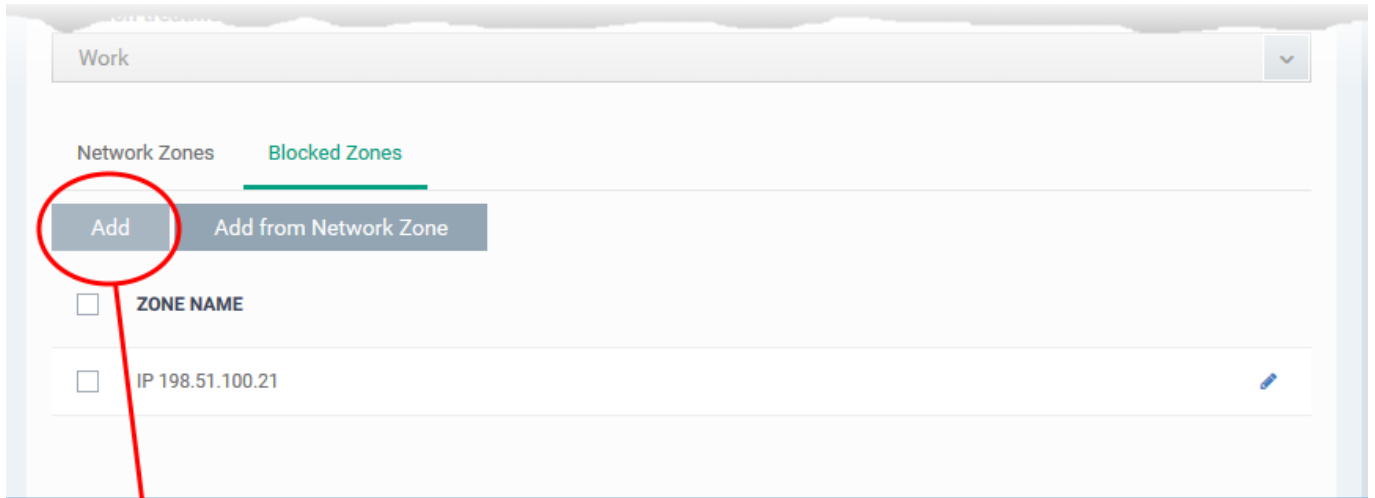 Work
Network Zones Blocked Zones
Add Add from Network Zone
ZONE NAME
IP 198.51.100.21